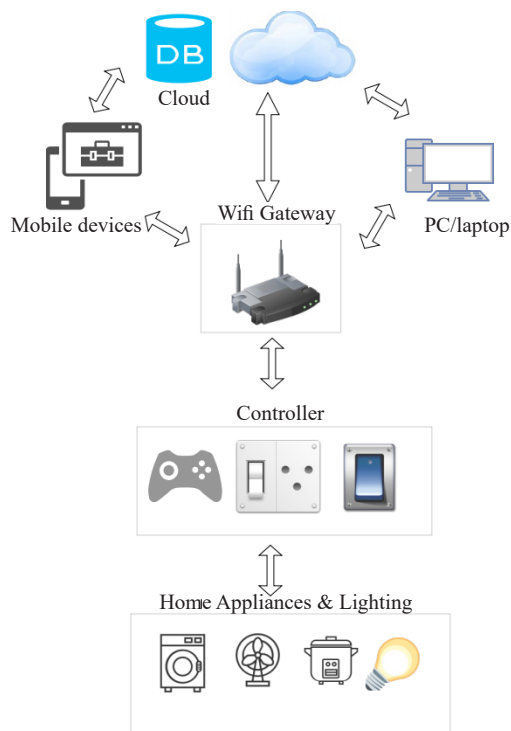 DB
Cloud
Mobile devices
Wifi Gateway
PC/laptop
Controller
Home Appliances & Lighting